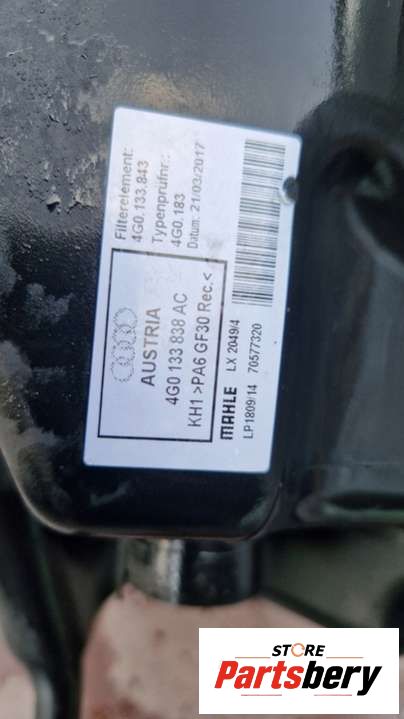 Filterelement:
4G0.133.843
Typenprüfnr.:
4G0.183
Datum: 21/03/2017
AUSTRIA
4G0 133 838 AC
KH1 >PA6 GF30 Rec.<
MAHLE LX 2049/4
LP1809/14 70577320
STORE
Partsbery